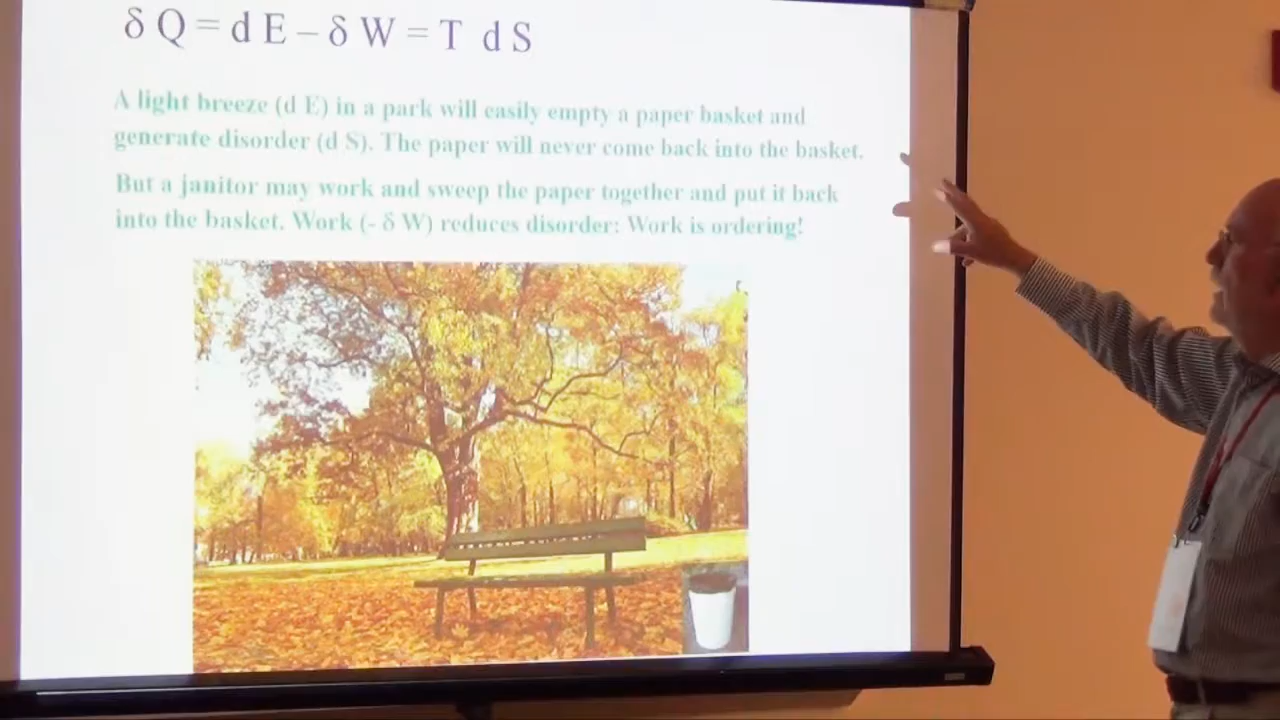 δ Q = d E – δ W = T d S
A light breeze (d E) in a park will easily empty a paper basket and
generate disorder (d S). The paper will never come back into the basket.
But a janitor may work and sweep the paper together and put it back
into the basket. Work (- δ W) reduces disorder: Work is ordering!